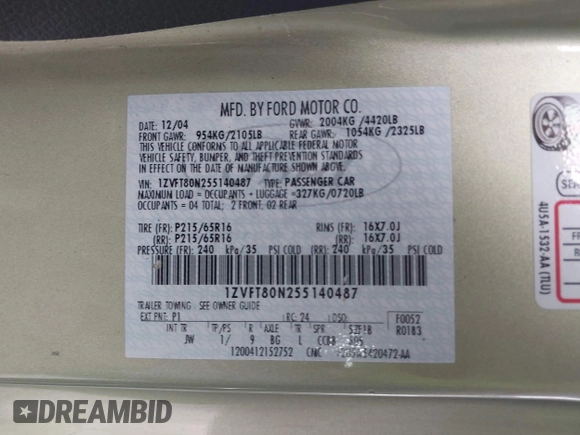 MFD. BY FORD MOTOR CO.
DATE: 12/04 GVWR: 2004KG /4420LB
FRONT GAWR: 954KG/2105LB REAR GAWR: 1054KG /2325LB
THIS VEHICLE CONFORMS TO ALL APPLICABLE FEDERAL MOTOR
VEHICLE SAFETY, BUMPER, AND THEFT PREVENTION STANDARDS
IN EFFECT ON THE DATE OF MANUFACTURE SHOWN ABOVE.
VIN: 1ZVFT80N255140487 TYPE: PASSENGER CAR
MAXIMUM LOAD = OCCUPANTS + LUGGAGE =327KG/0720LB
OCCUPANTS = 04 TOTAL: 2 FRONT, 02 REAR
TIRE (FR): P215/65R16 RIMS (FR): 16X7.0J
(RR): P215/65R16 (RR): 16X7.0J
PRESSURE (FR): 240 kPa/35 PSI COLD (RR): 240 kPa/35 PSI COLD
1ZVFT80N255140487
TRAILER TOWING - SEE OWNER GUIDE
EXT PNT: P1 RC: 24 DSO: F0052
INT TR TP/PS R AXLE TR SPR R0183
JW 1/ 9 BG L
1200412152752
4U5A-1532-AA (TLU)
DREAMBID.COM